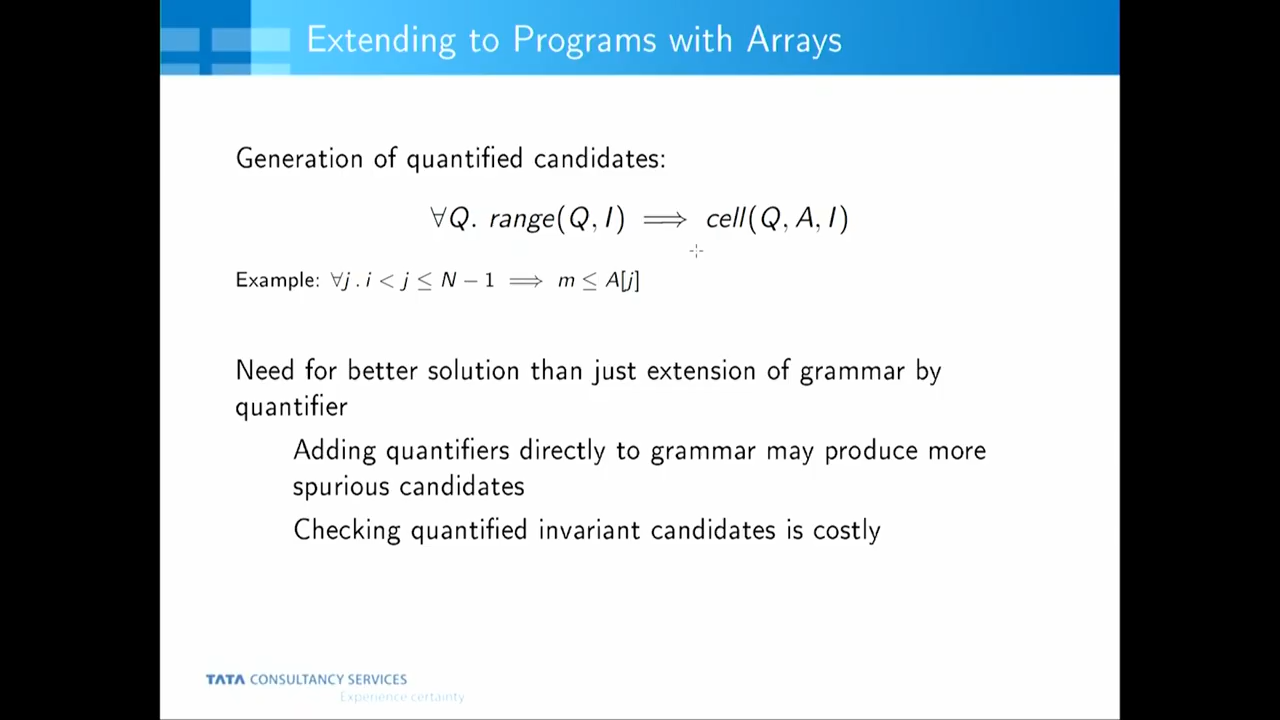 Extending to Programs with Arrays
Generation of quantified candidates:
∀Q. range(Q, I) ⟹ cell(Q, A, I)
Example: ∀j . i < j ≤ N − 1 ⟹ m ≤ A[j]
Need for better solution than just extension of grammar by
quantifier
Adding quantifiers directly to grammar may produce more
spurious candidates
Checking quantified invariant candidates is costly
TATA CONSULTANCY SERVICES
Experience certainty